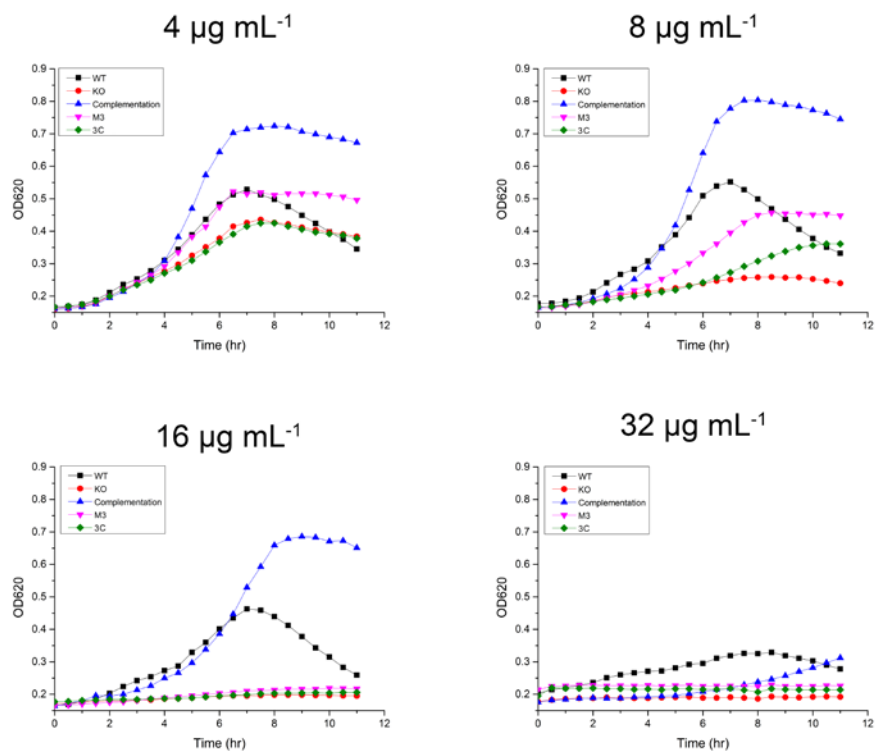 4 µg mL-1
8 µg mL-1
WT
KO
Complementation
M3
3C
0.9
0.8
0.7
0.6
0.5
0.4
0.3
0.2
OD620
0 2 4 6 8 10 12
Time (hr)
WT
KO
Complementation
M3
3C
0.9
0.8
0.7
0.6
0.5
0.4
0.3
0.2
OD620
0 2 4 6 8 10 12
Time (hr)
16 µg mL-1
32 µg mL-1
WT
KO
Complementation
M3
3C
0.9
0.8
0.7
0.6
0.5
0.4
0.3
0.2
OD620
0 2 4 6 8 10 12
Time (hr)
WT
KO
Complementation
M3
3C
0.9
0.8
0.7
0.6
0.5
0.4
0.3
0.2
OD620
0 2 4 6 8 10 12
Time (hr)